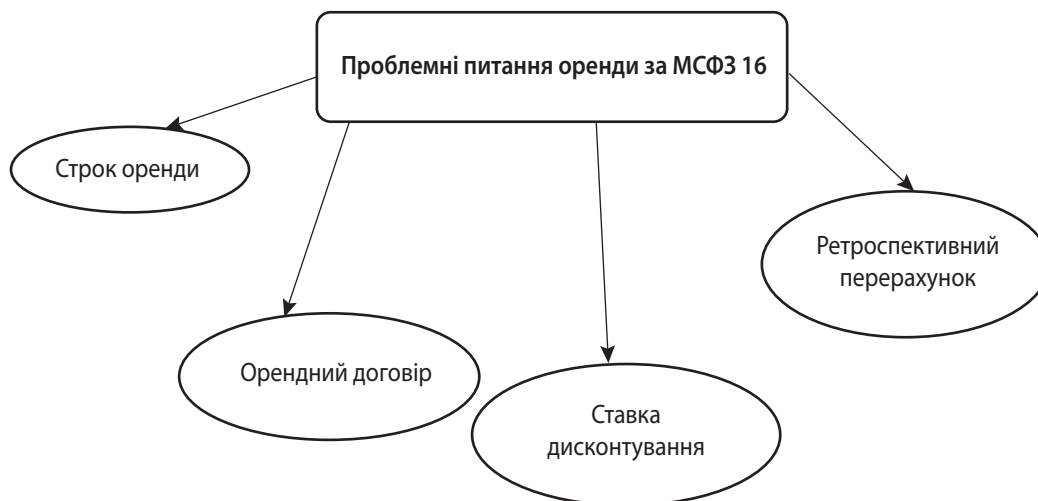 Проблемні питання оренди за МСФЗ 16
Строк оренди
Ретроспективний
перерахунок
Орендний договір
Ставка
дисконтування